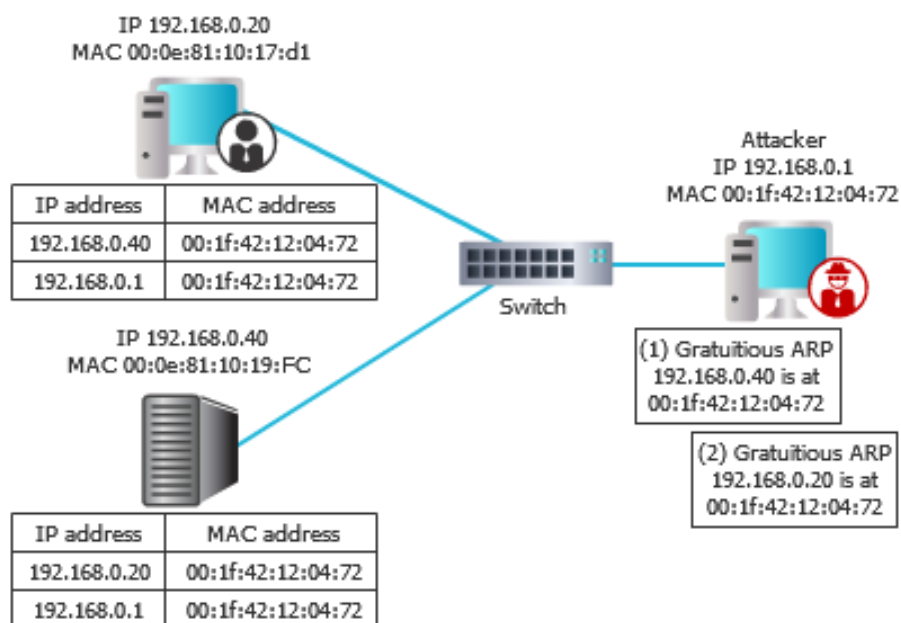 IP 192.168.0.20
MAC 00:0e:81:10:17:d1
IP address MAC address
192.168.0.40 00:1f:42:12:04:72
192.168.0.1 00:1f:42:12:04:72
IP 192.168.0.40
MAC 00:0e:81:10:19:FC
IP address MAC address
192.168.0.20 00:1f:42:12:04:72
192.168.0.1 00:1f:42:12:04:72
Switch
Attacker
IP 192.168.0.1
MAC 00:1f:42:12:04:72
(1) Gratuitious ARP
192.168.0.40 is at
00:1f:42:12:04:72
(2) Gratuitious ARP
192.168.0.20 is at
00:1f:42:12:04:72